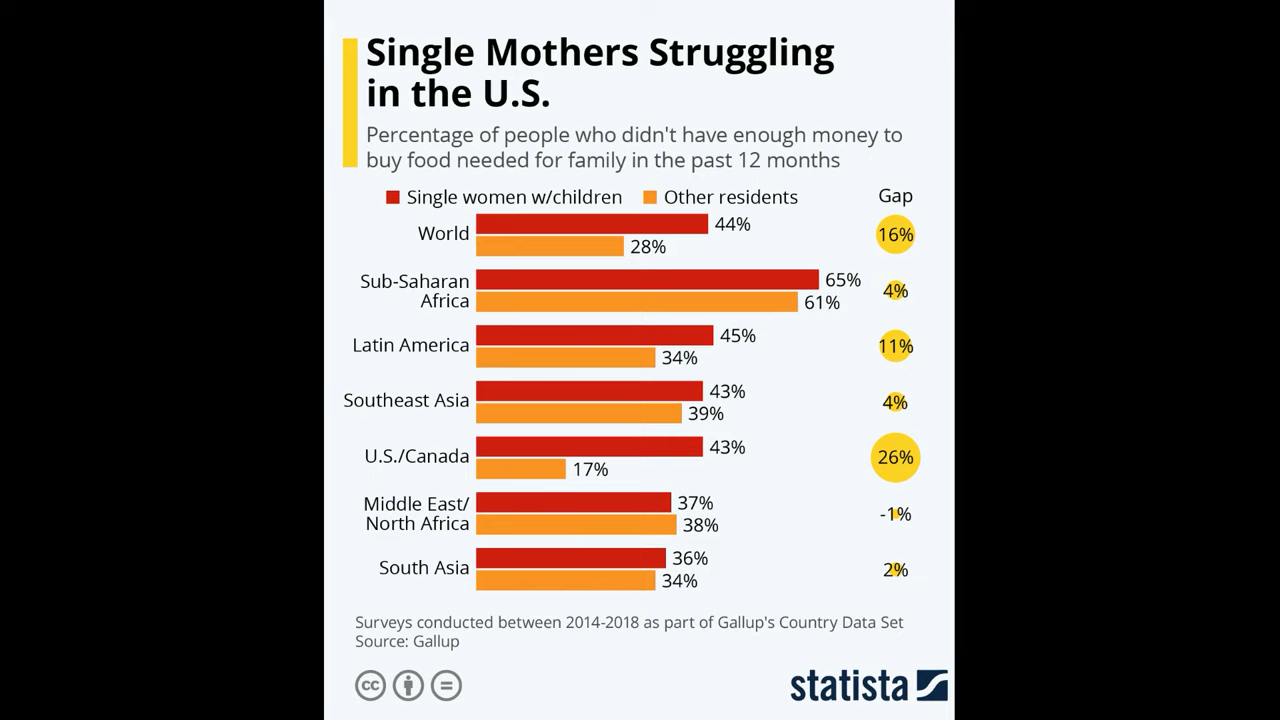 Single Mothers Struggling
in the U.S.
Percentage of people who didn't have enough money to
buy food needed for family in the past 12 months
Single women w/children Other residents Gap
World 44% 28% 16%
Sub-Saharan
Africa 65% 61% 4%
Latin America 45% 34% 11%
Southeast Asia 43% 39% 4%
U.S./Canada 43% 17% 26%
Middle East/
North Africa 37% 38% -1%
South Asia 36% 34% 2%
Surveys conducted between 2014-2018 as part of Gallup's Country Data Set
Source: Gallup
cc
statista